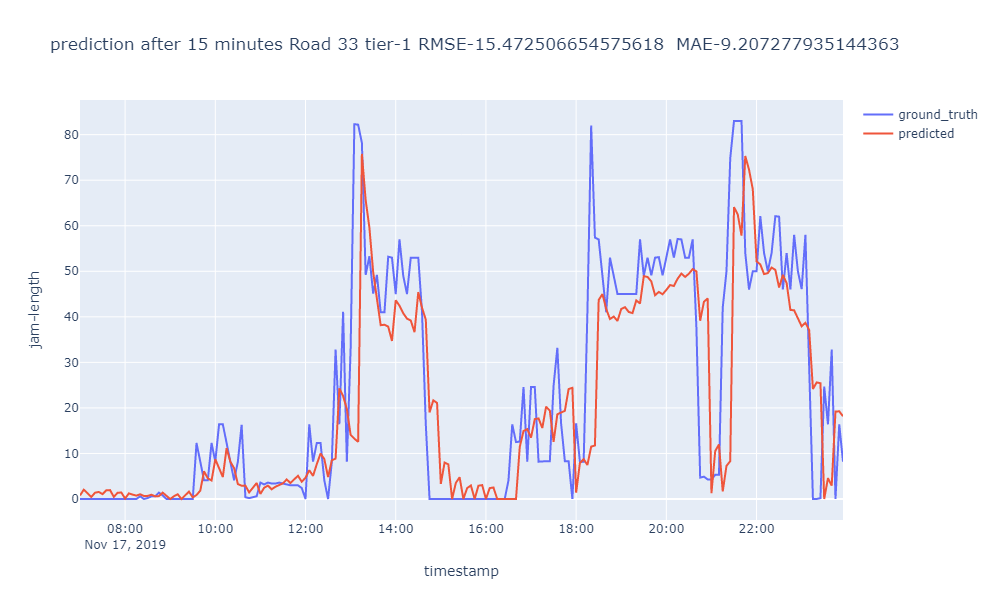 prediction after 15 minutes Road 33 tier-1 RMSE-15.472506654575618  MAE-9.207277935144363
ground_truth
predicted
80
70
60
50
40
30
20
10
0
jam-length
08:00 10:00 12:00 14:00 16:00 18:00 20:00 22:00
Nov 17, 2019
timestamp